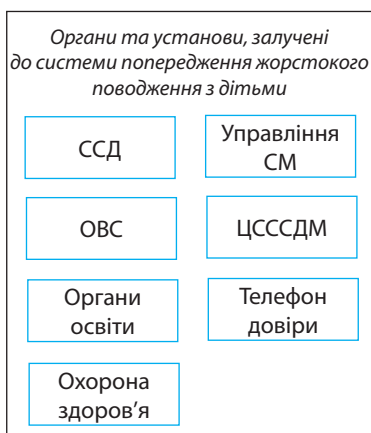 Органи та установи, залучені
до системи попередження жорстокого
поводження з дітьми
ССД
Управління
СМ
ОВС
ЦСССДМ
Органи
освіти
Телефон
довіри
Охорона
здоров’я